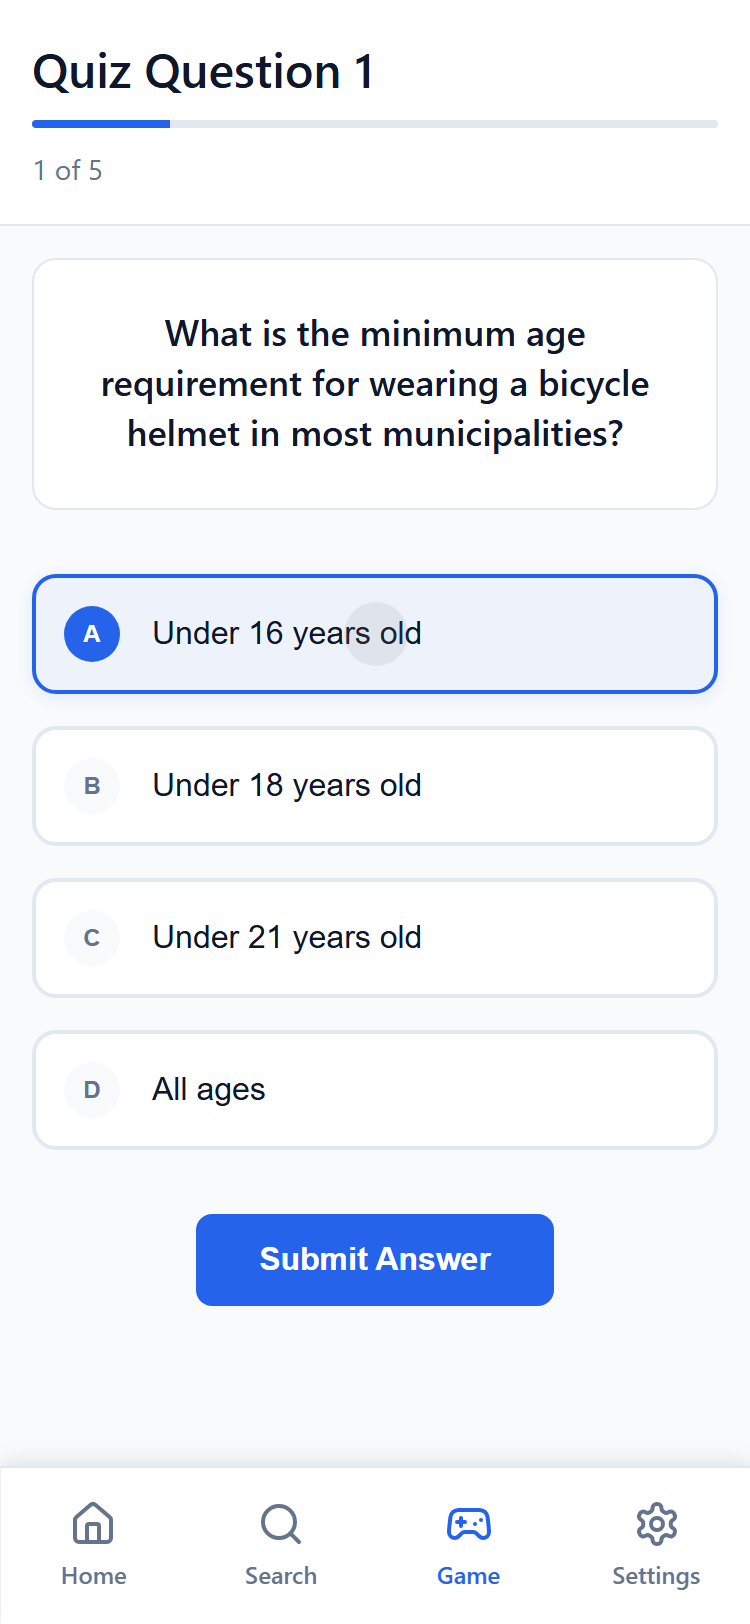 Quiz Question 1
1 of 5
What is the minimum age
requirement for wearing a bicycle
helmet in most municipalities?
A Under 16 years old
B Under 18 years old
C Under 21 years old
D All ages
Submit Answer
Home Search Game Settings